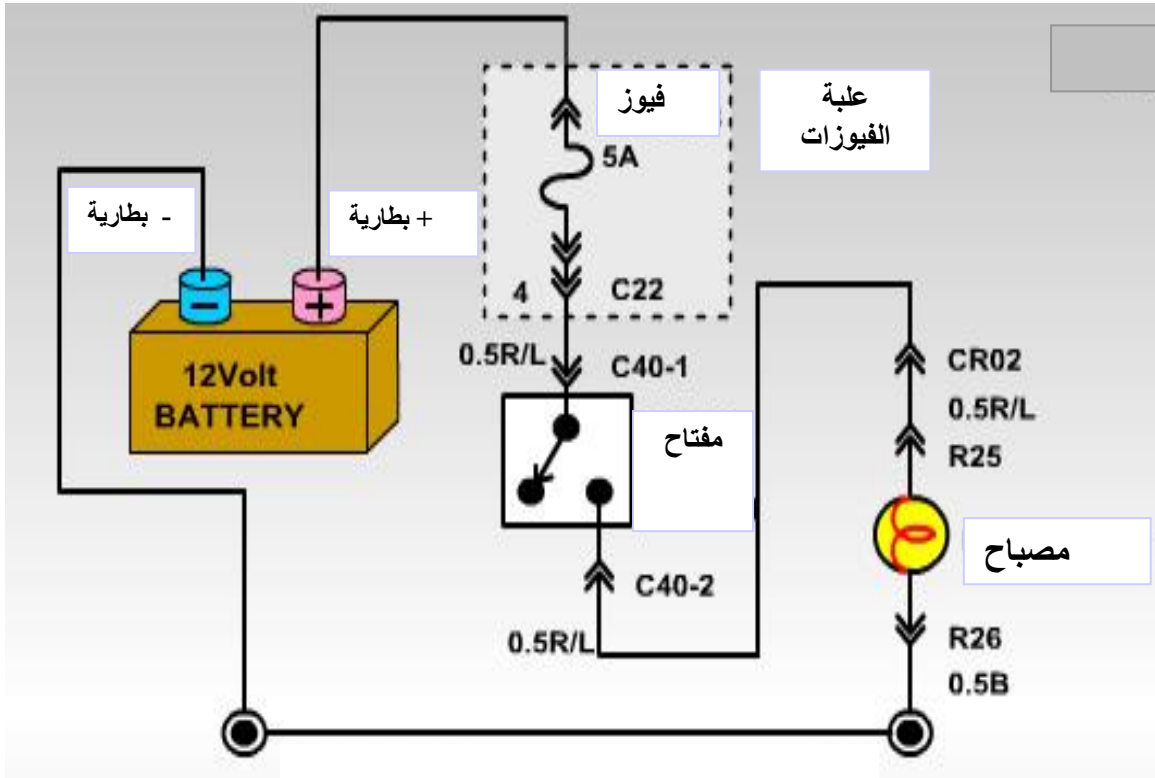 فيوز
علبة
الفيوزات
5A
- بطارية
+ بطارية
−
+
4
C22
0.5R/L
C40-1
12Volt
BATTERY
مفتاح
CR02
0.5R/L
R25
مصباح
C40-2
0.5R/L
R26
0.5B